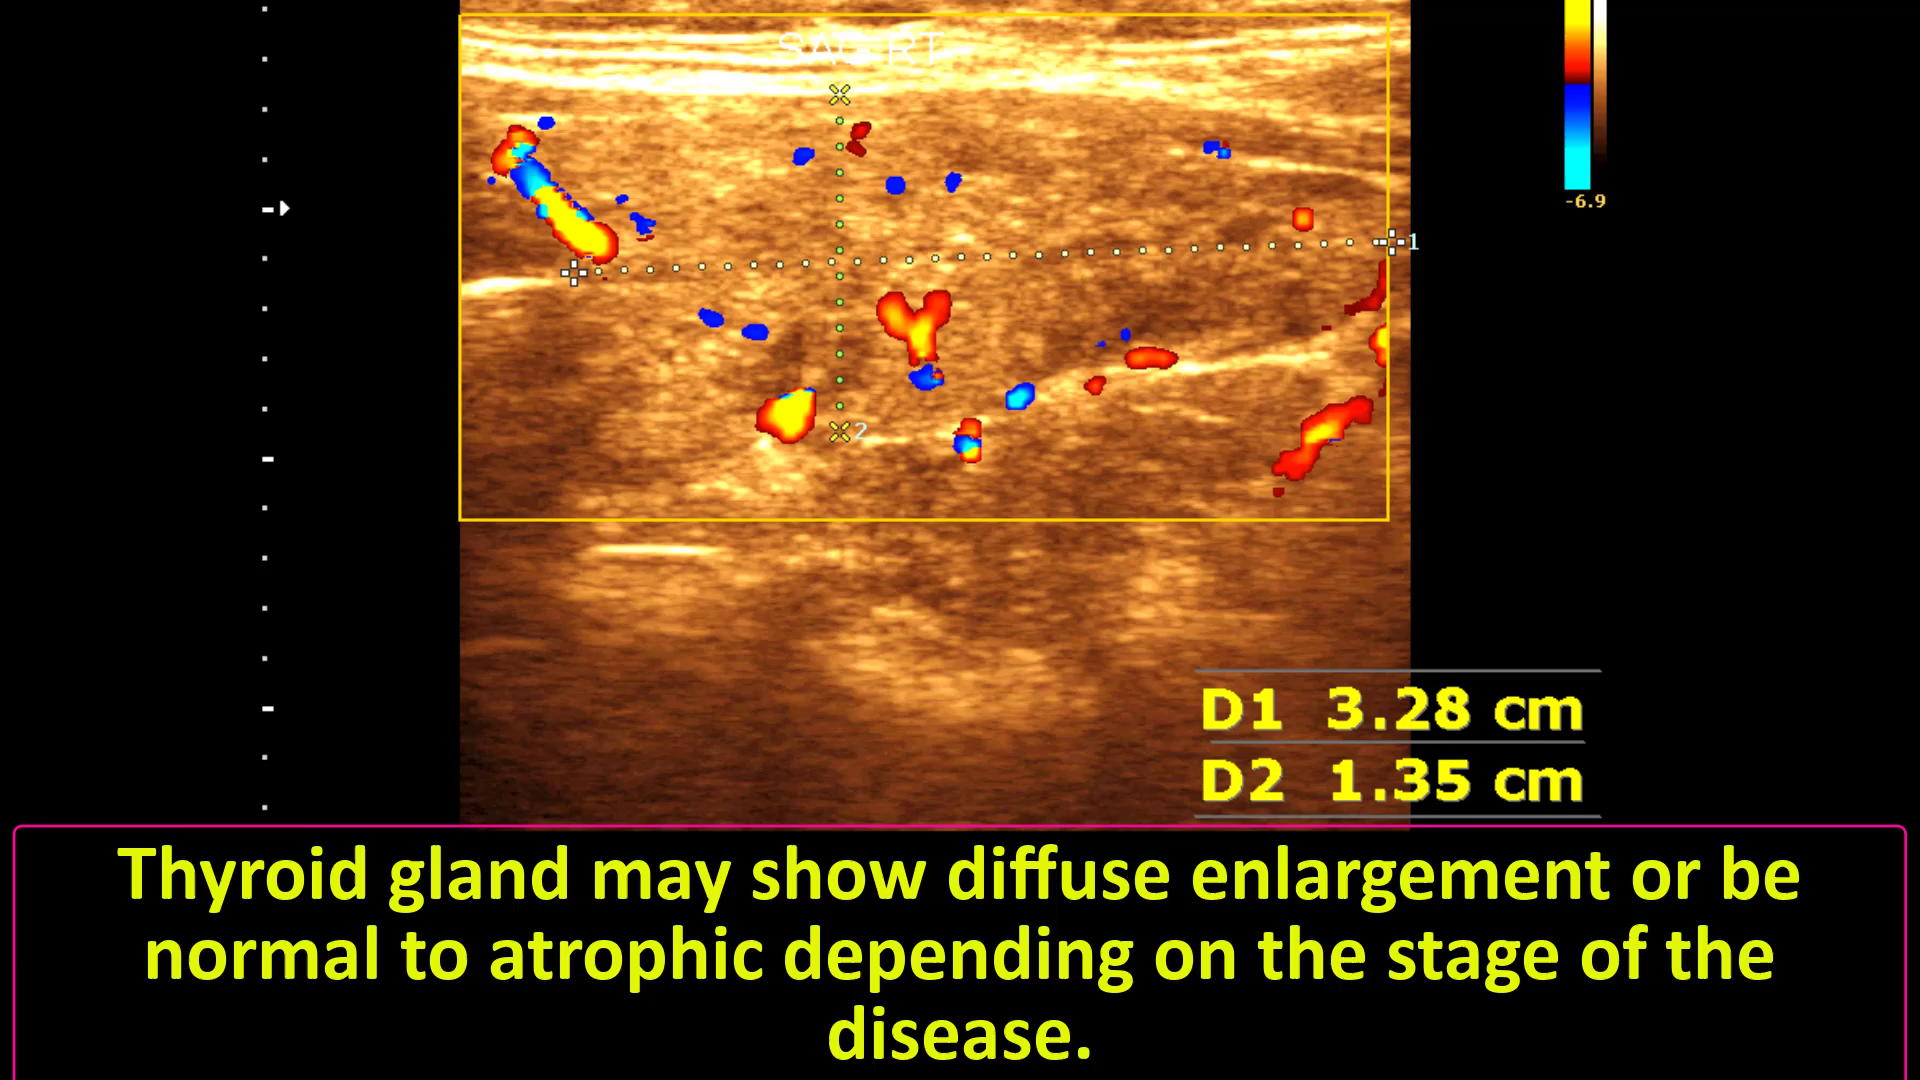 SAG RT
-6.9
1
2
D1 3.28 cm
D2 1.35 cm
Thyroid gland may show diffuse enlargement or be
normal to atrophic depending on the stage of the
disease.